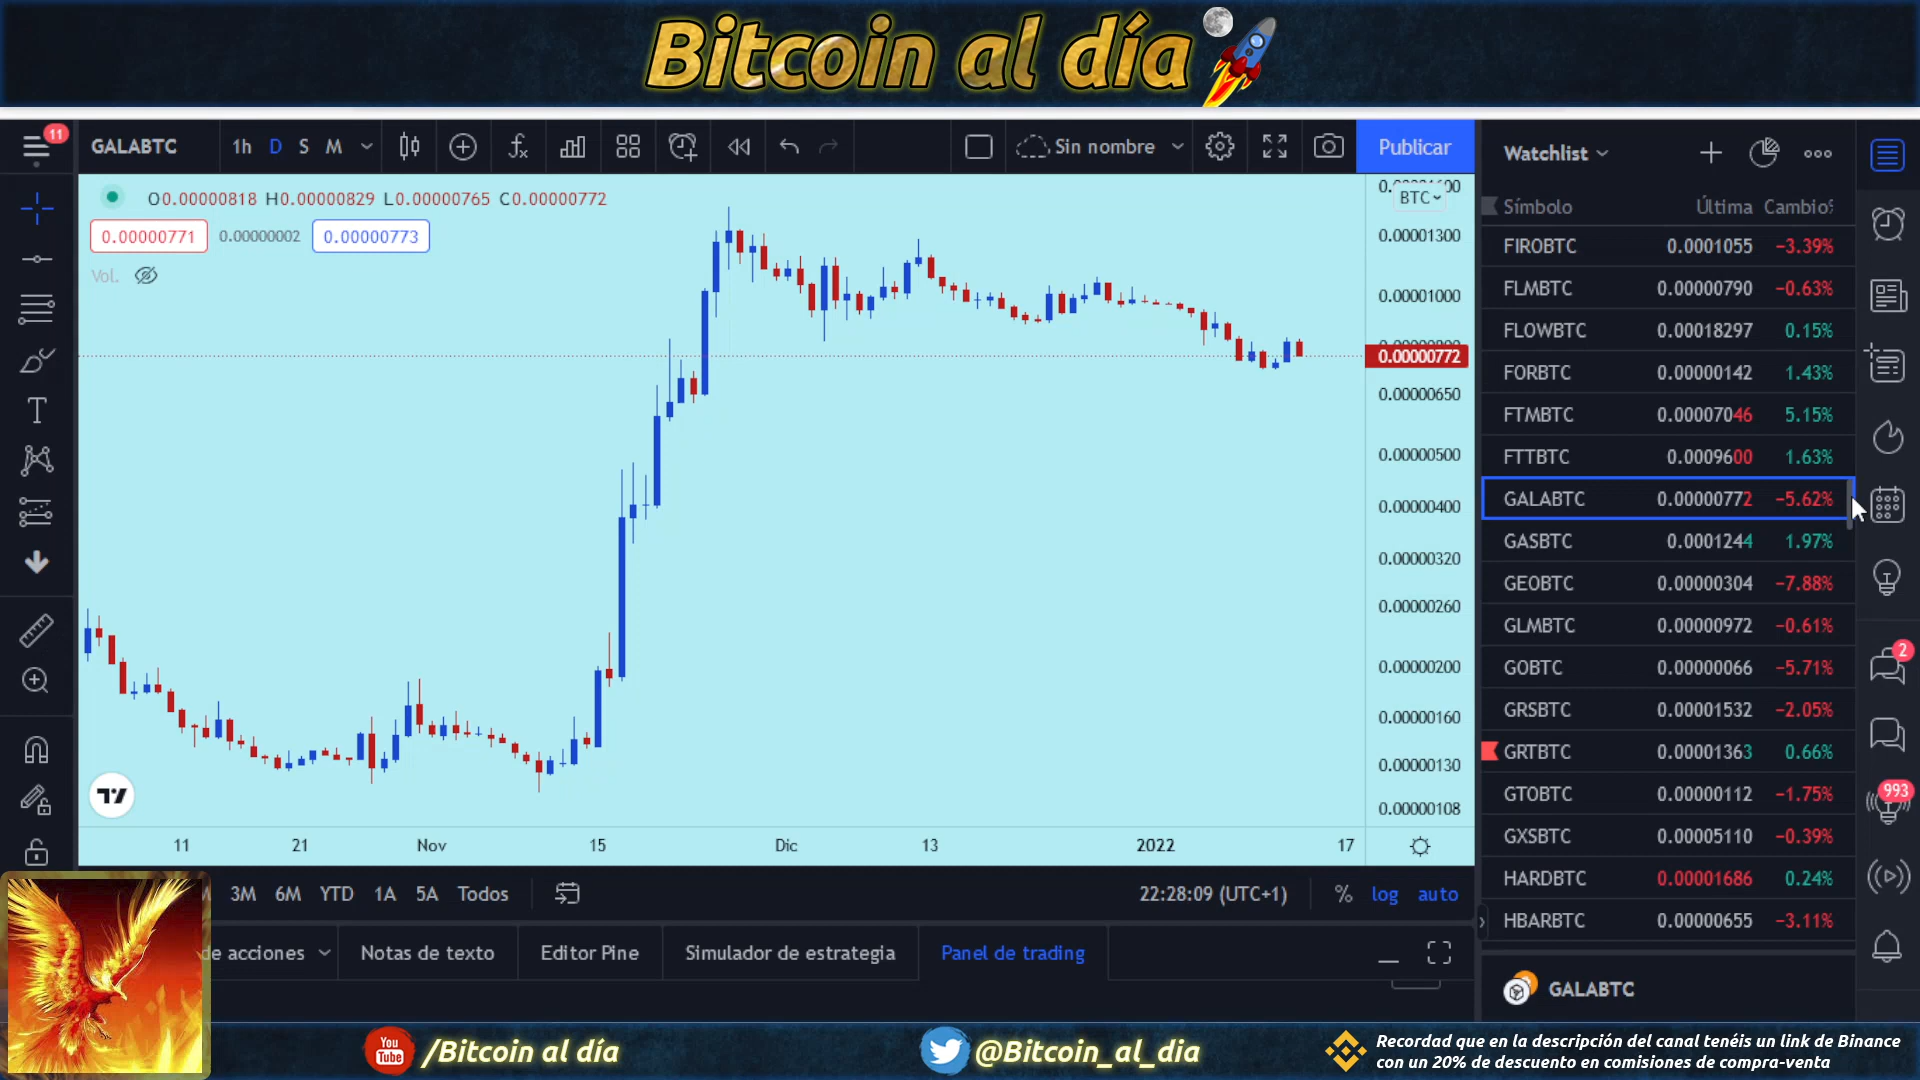 Bitcoin al día
11
GALABTC
1h D S M
Sin nombre
Publicar
O0.00000818 H0.00000829 L0.00000765 C0.00000772
0.00000771 0.00000002 0.00000773
Vol.
BTC
0.00001300
0.00001000
0.00000772
0.00000650
0.00000500
0.00000400
0.00000320
0.00000260
0.00000200
0.00000160
0.00000130
0.00000108
11 21 Nov 15 Dic 13 2022 17
3M 6M YTD 1A 5A Todos
22:28:09 (UTC+1) % log auto
de acciones Notas de texto Editor Pine Simulador de estrategia Panel de trading
Watchlist
Símbolo Última Cambio%
FIROBTC 0.0001055 −3.39%
FLMBTC 0.00000790 −0.63%
FLOWBTC 0.00018297 0.15%
FORBTC 0.00000142 1.43%
FTMBTC 0.00007046 5.15%
FTTBTC 0.0009600 1.63%
GALABTC 0.00000772 −5.62%
GASBTC 0.0001244 1.97%
GEOBTC 0.00000304 −7.88%
GLMBTC 0.00000972 −0.61%
GOBTC 0.00000066 −5.71%
GRSBTC 0.00001532 −2.05%
GRTBTC 0.00001363 0.66%
GTOBTC 0.00000112 −1.75%
GXSBTC 0.00005110 −0.39%
HARDBTC 0.00001686 0.24%
HBARBTC 0.00000655 −3.11%
GALABTC
2
993
You
Tube
/Bitcoin al día
@Bitcoin_al_dia
Recordad que en la descripción del canal tenéis un link de Binance
con un 20% de descuento en comisiones de compra-venta